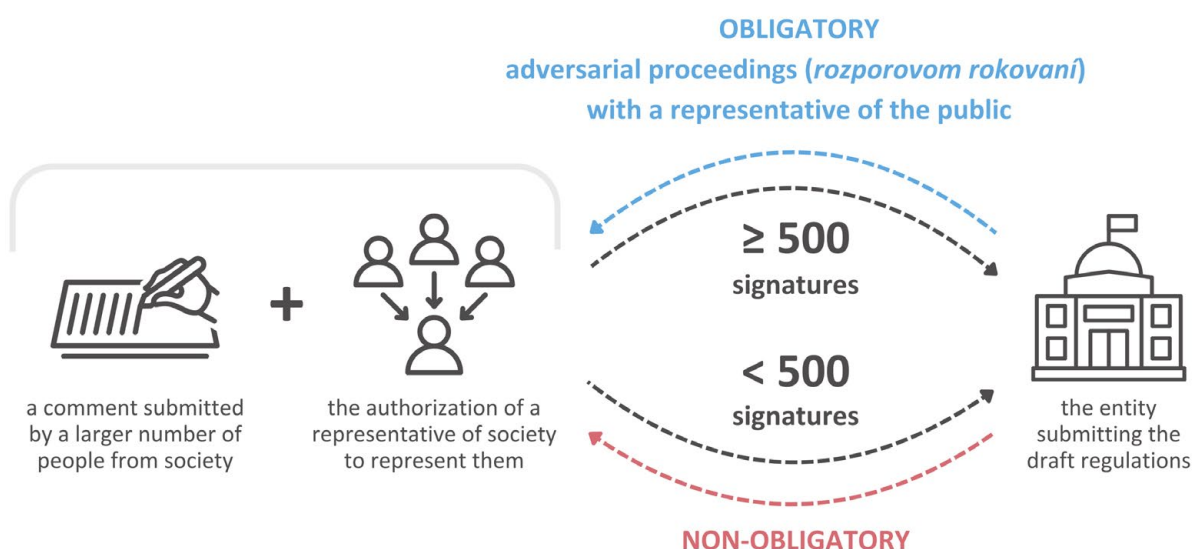 OBLIGATORY
adversarial proceedings (rozporovom rokovaní)
with a representative of the public
≥ 500
signatures
+
< 500
signatures
a comment submitted
by a larger number of
people from society
the authorization of a
representative of society
to represent them
the entity
submitting the
draft regulations
NON-OBLIGATORY